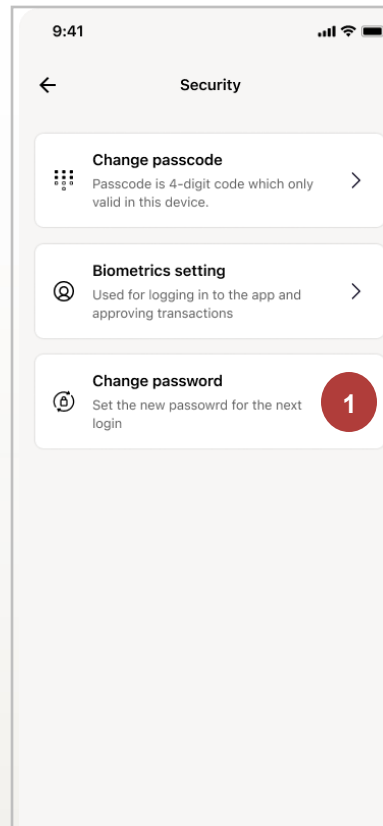 9:41
Security
Change passcode
Passcode is 4-digit code which only
valid in this device.
Biometrics setting
Used for logging in to the app and
approving transactions
Change password
Set the new passowrd for the next
login
1